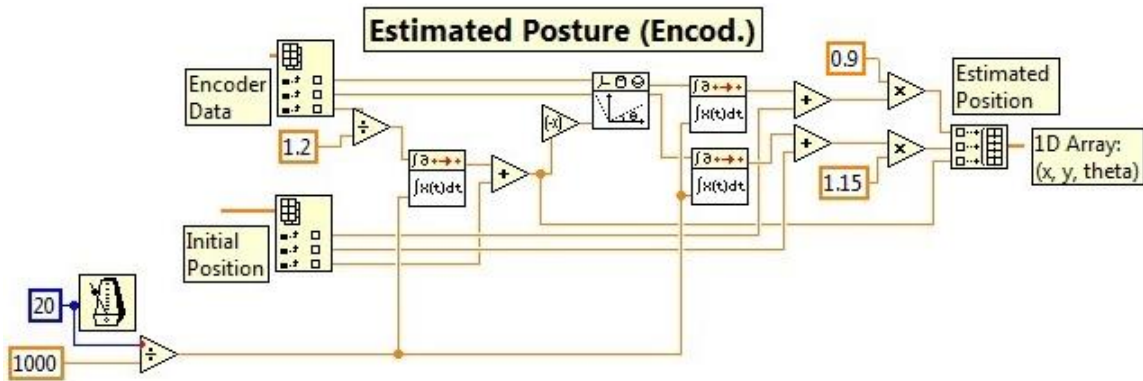 Estimated Posture (Encod.)
Encoder
Data
1.2
÷
+
(-x)
∫x(t)dt
∫x(t)dt
∫x(t)dt
+
+
0.9
x
1.15
x
Estimated
Position
1D Array:
(x, y, theta)
Initial
Position
20
1000
÷